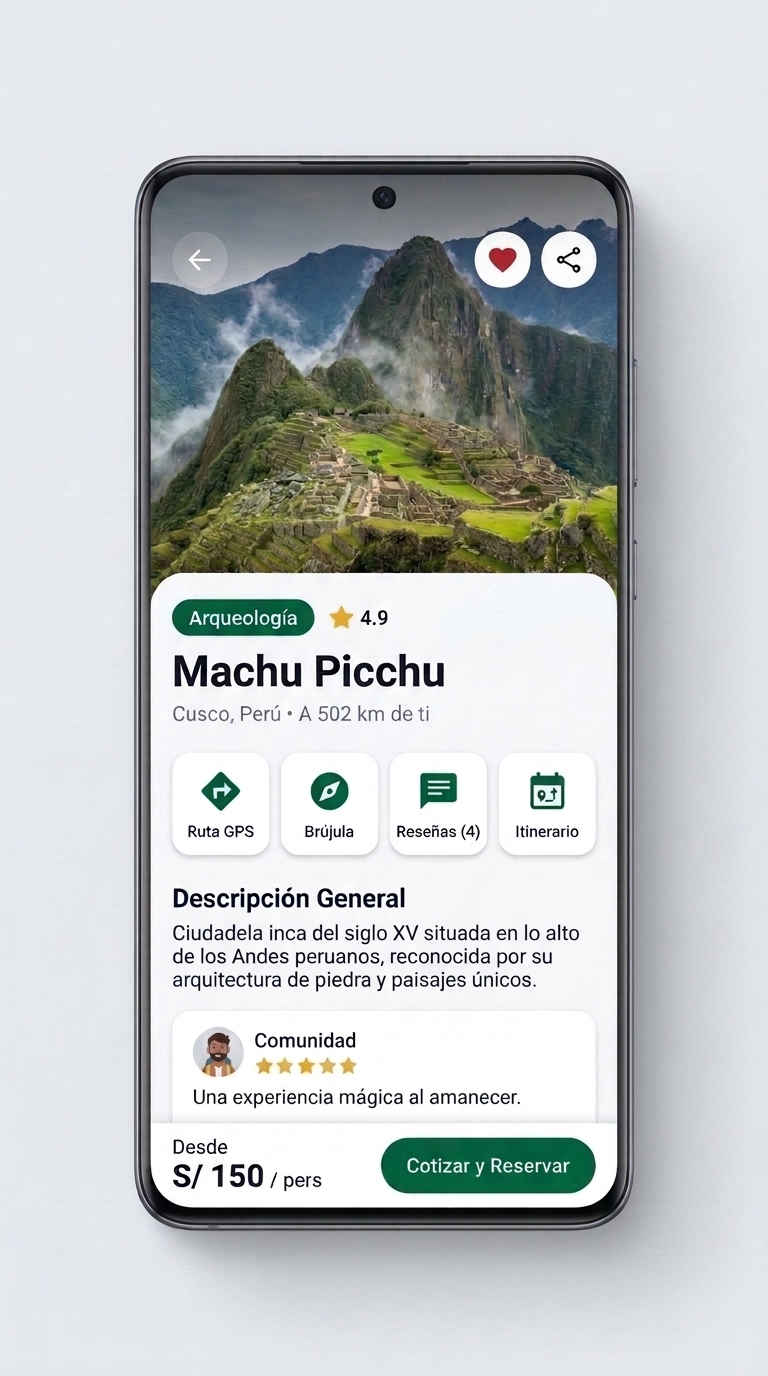 Arqueología 4.9
Machu Picchu
Cusco, Perú • A 502 km de ti
Ruta GPS Brújula Reseñas (4) Itinerario
Descripción General
Ciudadela inca del siglo XV situada en lo alto
de los Andes peruanos, reconocida por su
arquitectura de piedra y paisajes únicos.
Comunidad
Una experiencia mágica al amanecer.
Desde
S/ 150 / pers
Cotizar y Reservar